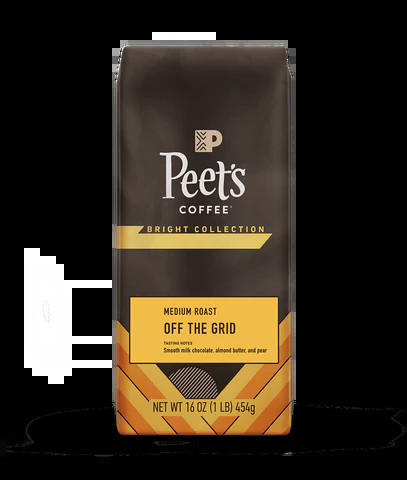 P
Peet's
COFFEE®
BRIGHT COLLECTION
MEDIUM ROAST
OFF THE GRID
TASTING NOTES
Smooth milk chocolate, almond butter, and pear
NET WT 16 OZ (1 LB) 454g